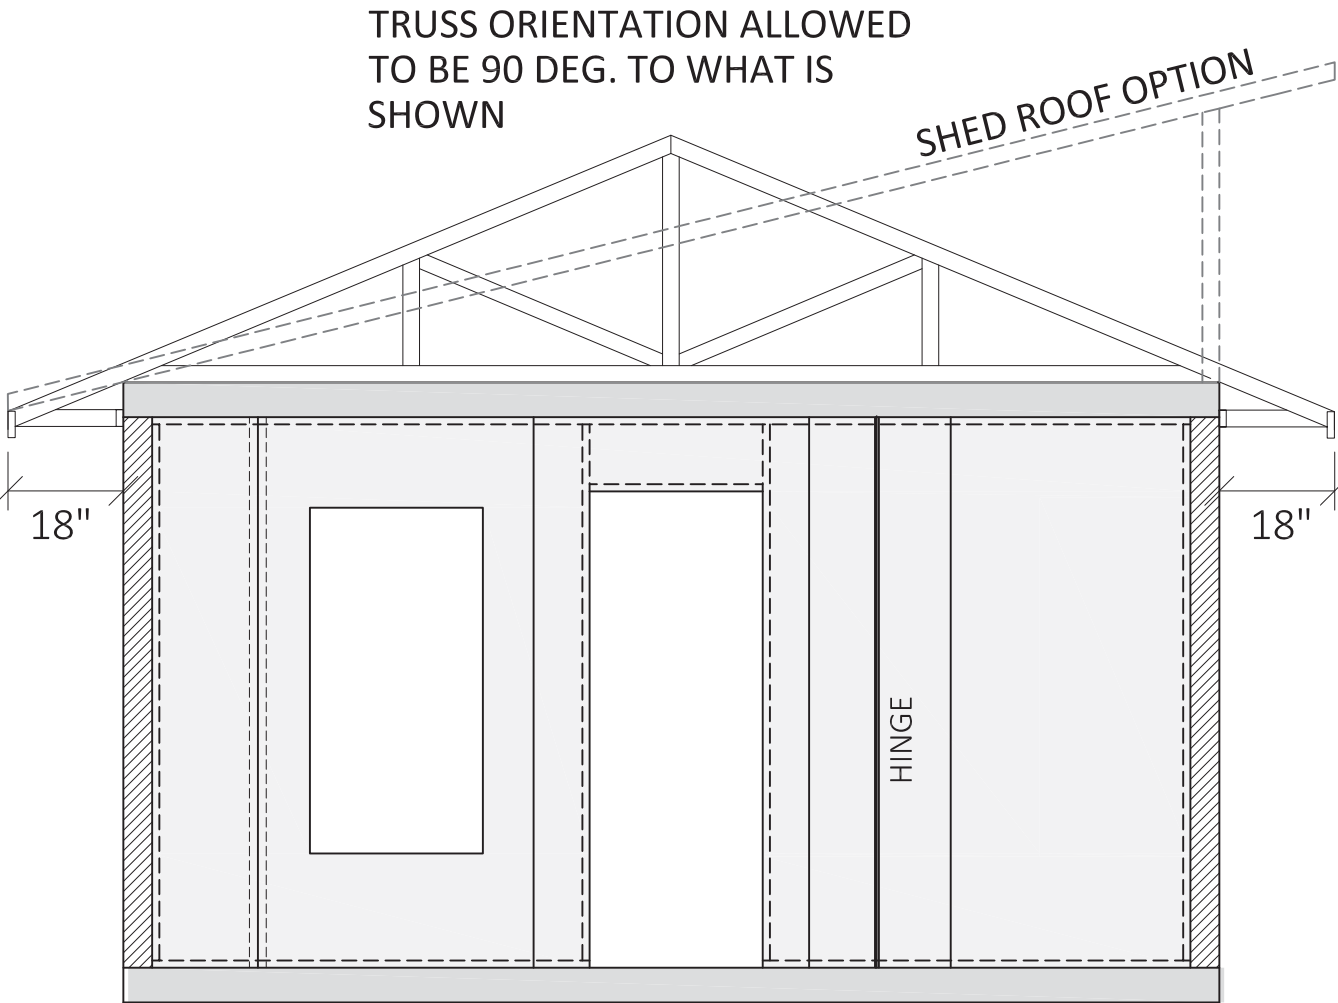 TRUSS ORIENTATION ALLOWED
TO BE 90 DEG. TO WHAT IS
SHOWN
SHED ROOF OPTION
18"
18"
HINGE